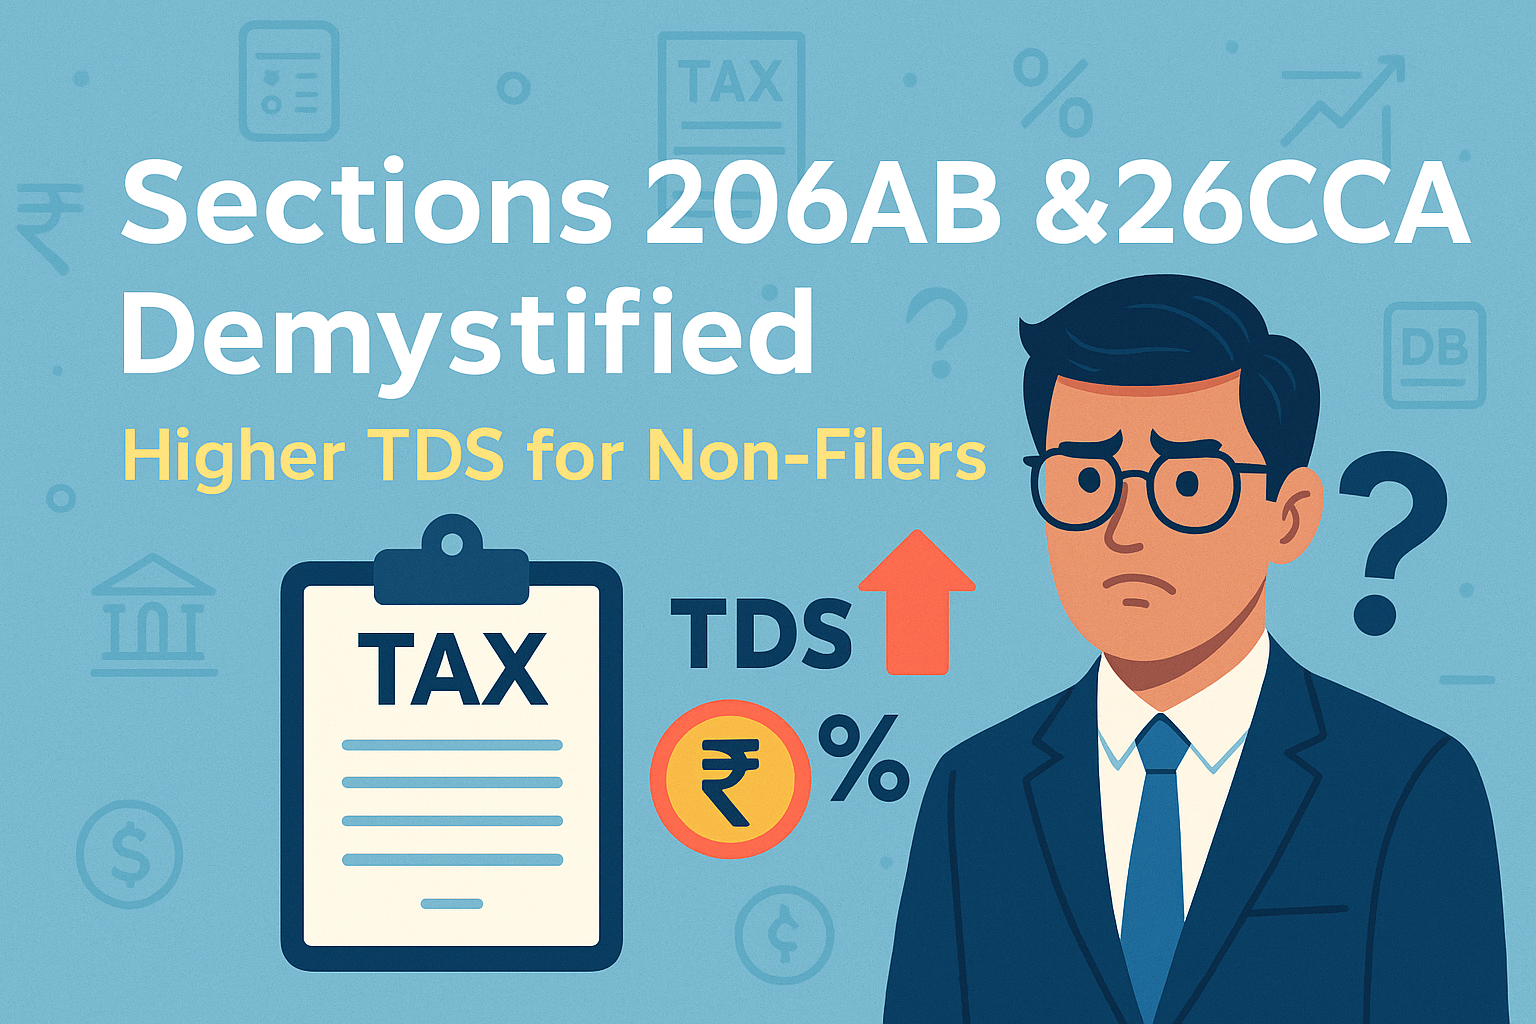 TAX
%
₹
Sections 206AB &26CCA
Demystified
?
DB
Higher TDS for Non-Filers
?
TAX
TDS
₹ %
$
¢